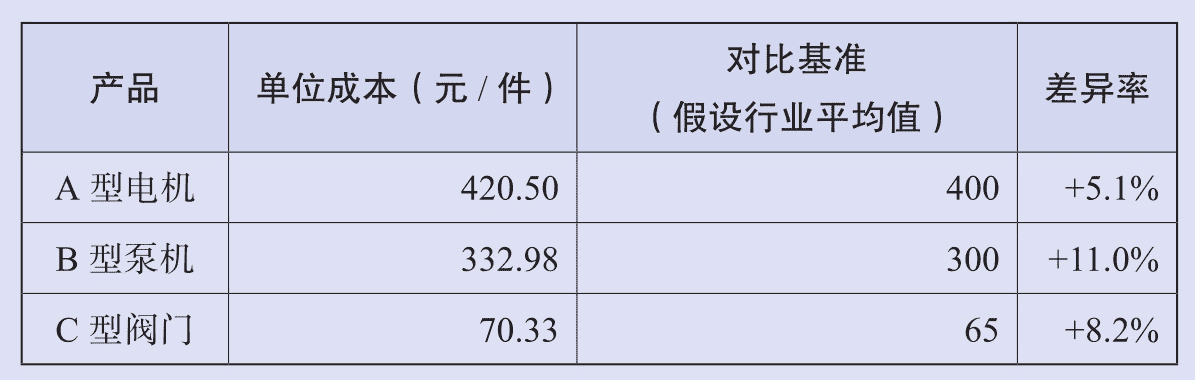 产品 单位成本（元 / 件） 对比基准（假设行业平均值） 差异率
A 型电机 420.50 400 +5.1%
B 型泵机 332.98 300 +11.0%
C 型阀门 70.33 65 +8.2%